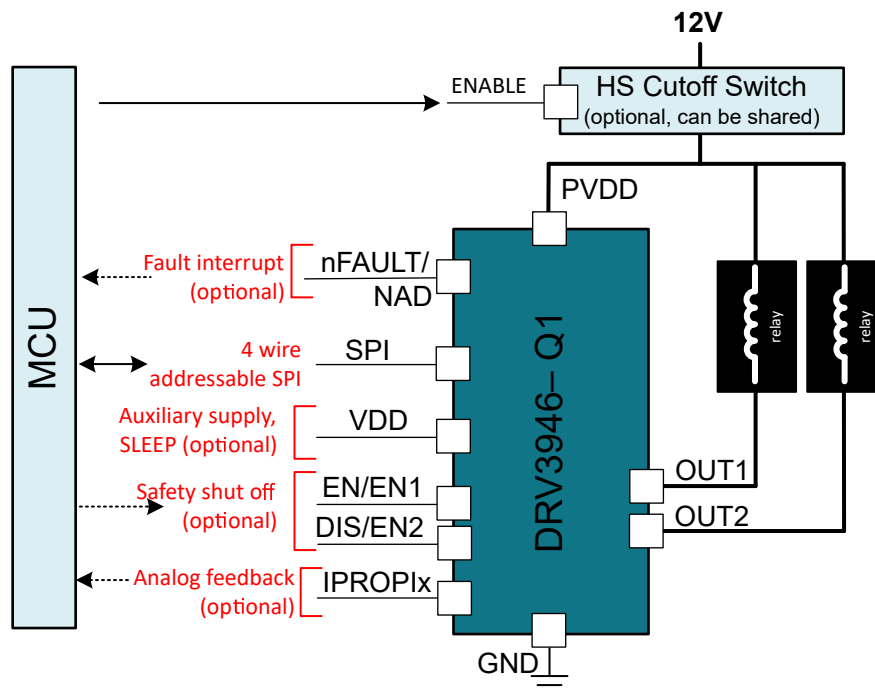 12V
HS Cutoff Switch
(optional, can be shared)
ENABLE
PVDD
MCU
Fault interrupt
(optional)
nFAULT/
NAD
4 wire
addressable SPI
SPI
Auxiliary supply,
SLEEP (optional)
VDD
Safety shut off
(optional)
EN/EN1
DIS/EN2
Analog feedback
(optional)
IPROPIx
DRV3946– Q1
relay
relay
OUT1
OUT2
GND